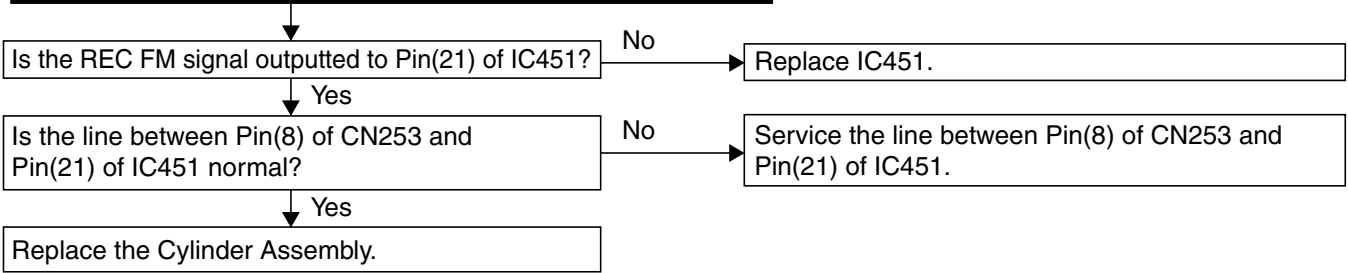 Is the REC FM signal outputted to Pin(21) of IC451?
No
Replace IC451.
Yes
Is the line between Pin(8) of CN253 and
Pin(21) of IC451 normal?
No
Service the line between Pin(8) of CN253 and
Pin(21) of IC451.
Yes
Replace the Cylinder Assembly.